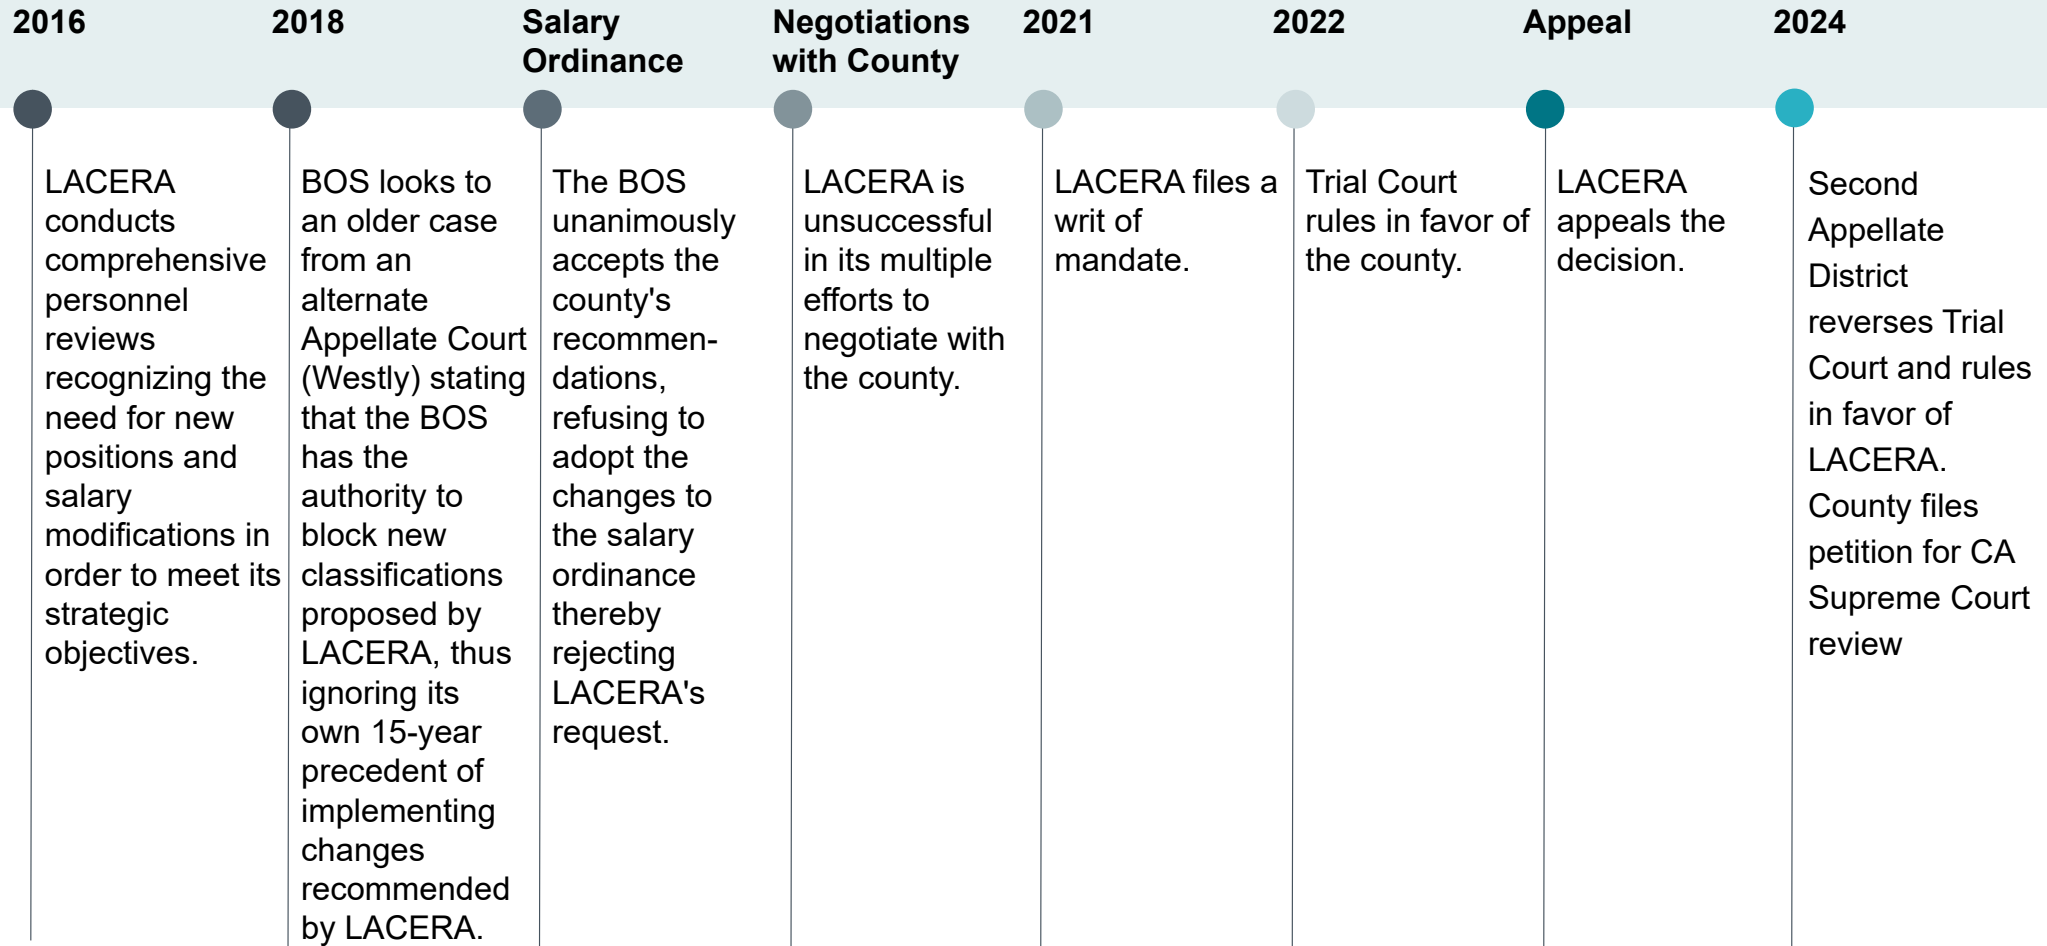 2016
2018
Salary
Ordinance
Negotiations
with County
2021
2022
Appeal
2024
LACERA
conducts
comprehensive
personnel
reviews
recognizing the
need for new
positions and
salary
modifications in
order to meet its
strategic
objectives.
BOS looks to
an older case
from an
alternate
Appellate Court
(Westly) stating
that the BOS
has the
authority to
block new
classifications
proposed by
LACERA, thus
ignoring its
own 15-year
precedent of
implementing
changes
recommended
by LACERA.
The BOS
unanimously
accepts the
county's
recommen-
dations,
refusing to
adopt the
changes to
the salary
ordinance
thereby
rejecting
LACERA's
request.
LACERA is
unsuccessful
in its multiple
efforts to
negotiate with
the county.
LACERA files a
writ of
mandate.
Trial Court
rules in favor of
the county.
LACERA
appeals the
decision.
Second
Appellate
District
reverses Trial
Court and rules
in favor of
LACERA.
County files
petition for CA
Supreme Court
review